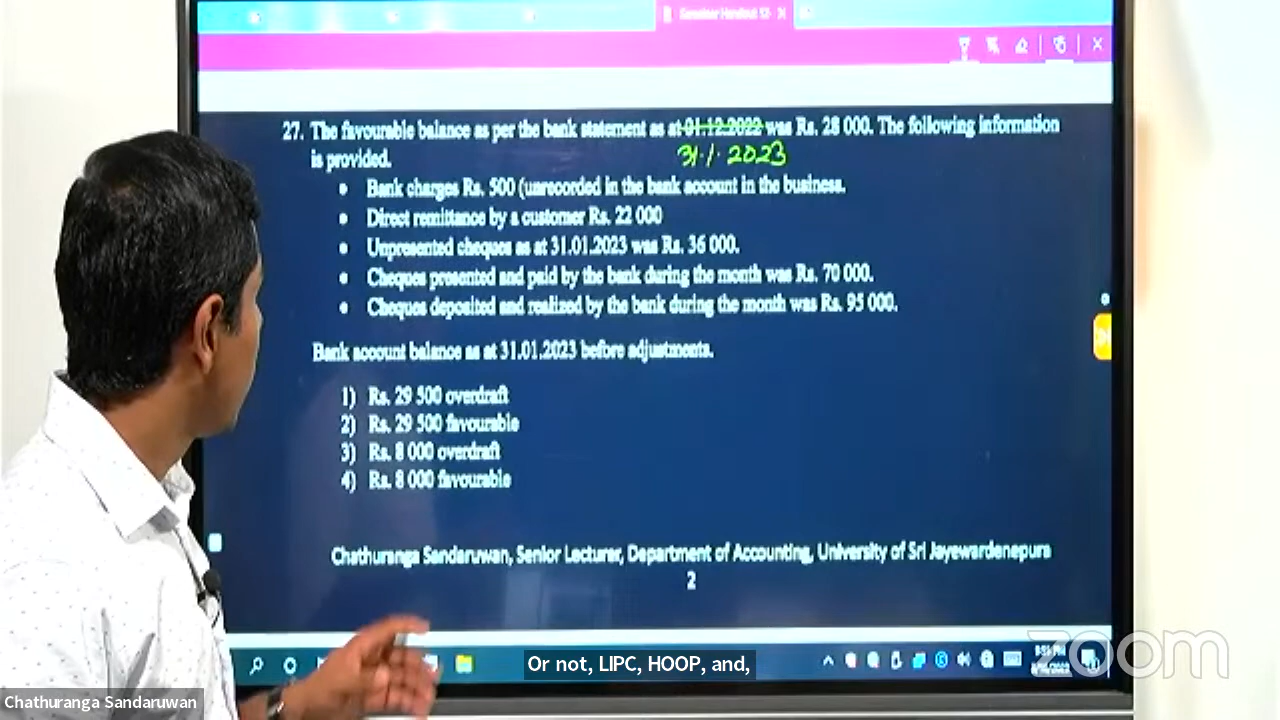 Seminar Handout
27. The favourable balance as per the bank statement as at 01.12.2022 was Rs. 28 000. The following information
31.1.2023
is provided.
• Bank charges Rs. 500 (unrecorded in the bank account in the business.
• Direct remittance by a customer Rs. 22 000
• Unpresented cheques as at 31.01.2023 was Rs. 36 000.
• Cheques presented and paid by the bank during the month was Rs. 70 000.
• Cheques deposited and realized by the bank during the month was Rs. 95 000.
Bank account balance as at 31.01.2023 before adjustments.
1) Rs. 29 500 overdraft
2) Rs. 29 500 favourable
3) Rs. 8 000 overdraft
4) Rs. 8 000 favourable
Chathuranga Sandaruwan, Senior Lecturer, Department of Accounting, University of Sri Jayewardenepura
2
Or not, LIPC, HOOP, and,
zoom
Chathuranga Sandaruwan